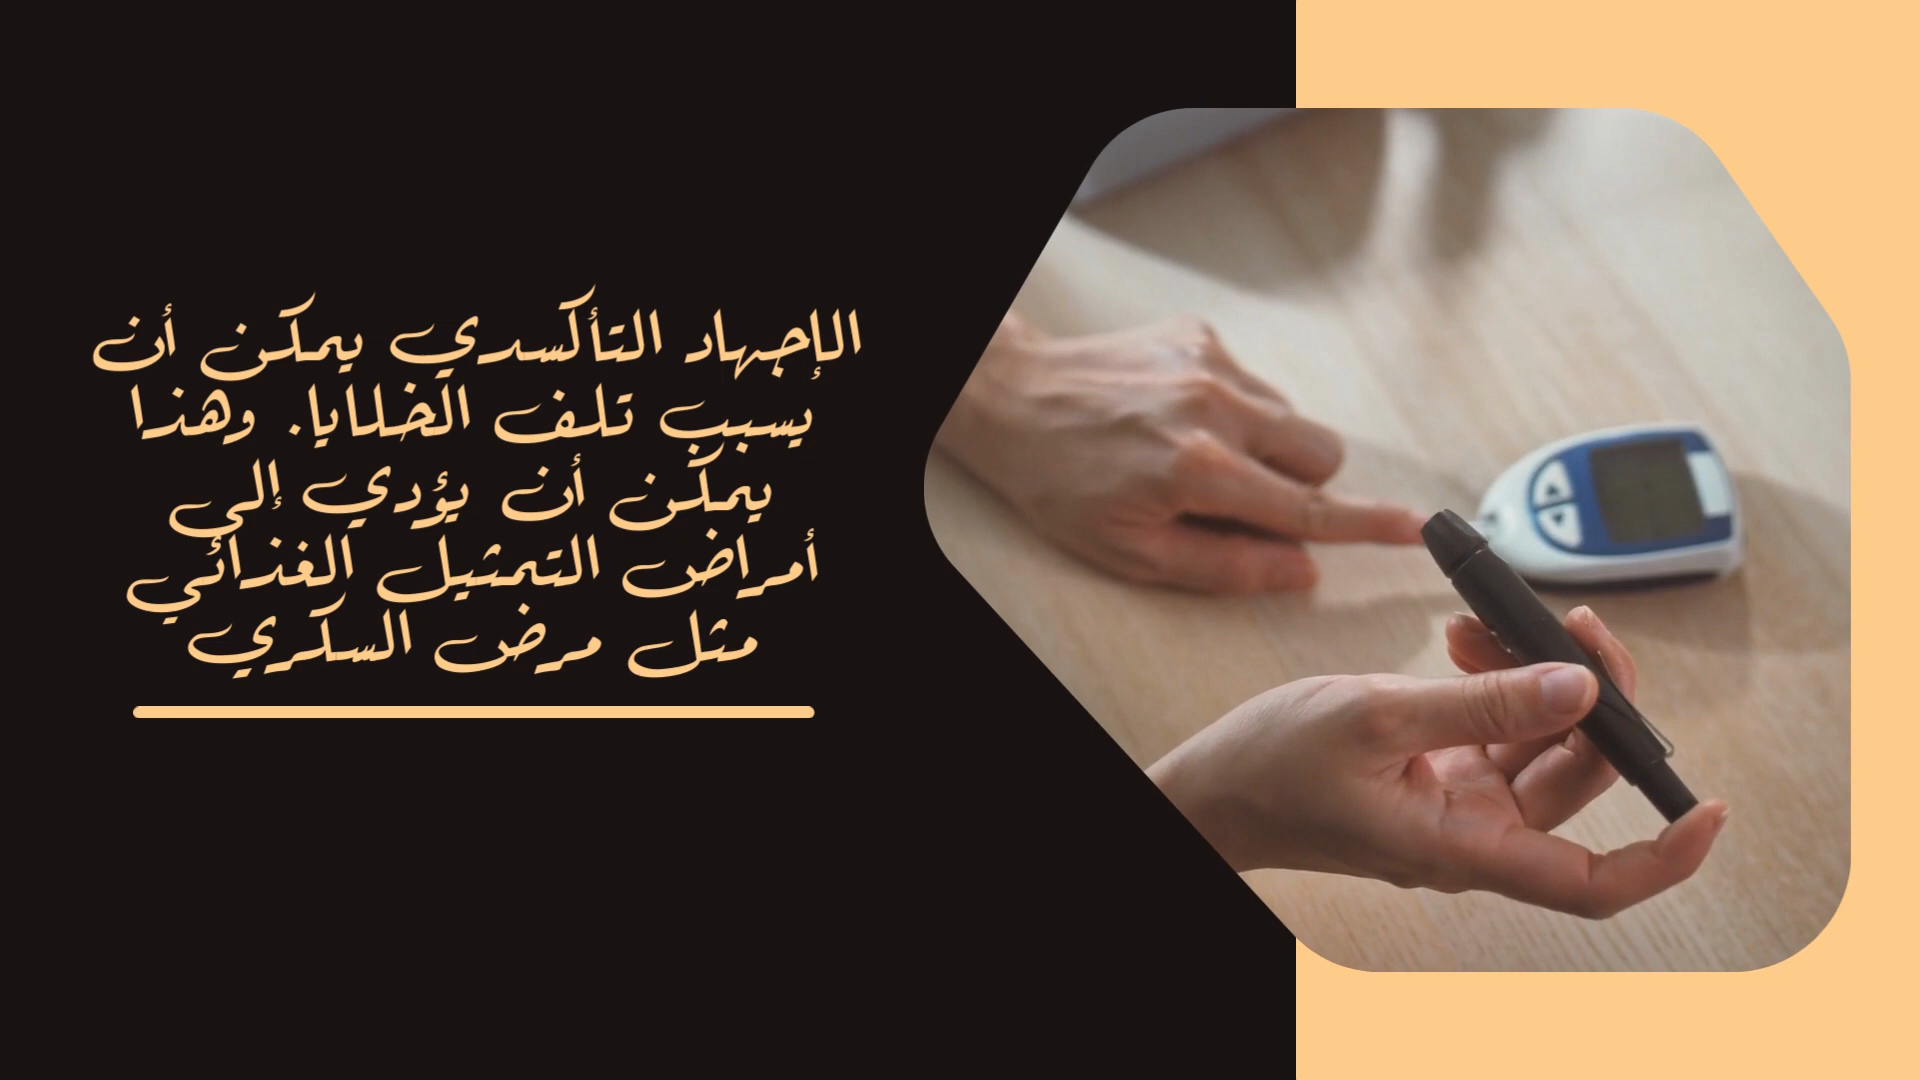 الإجهاد التأكسدي يمكن أن
يسبب تلف الخلايا. وهذا
يمكن أن يؤدي إلى
أمراض التمثيل الغذائي
مثل مرض السكري